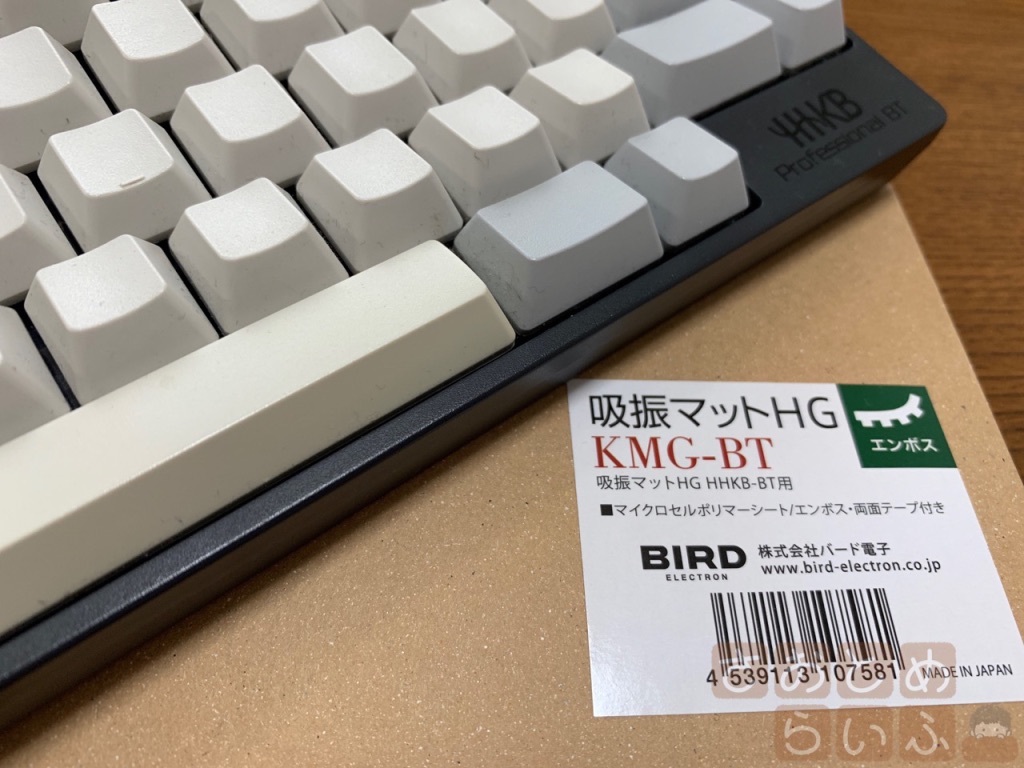 HHKB
Professional BT
吸振マットHG
エンボス
KMG-BT
吸振マットHG HHKB-BT用
■マイクロセルポリマーシート/エンボス・両面テープ付き
BIRD
ELECTRON
株式会社バード電子
www.bird-electron.co.jp
4 539113 107581
MADE IN JAPAN
であじめ
らいふ